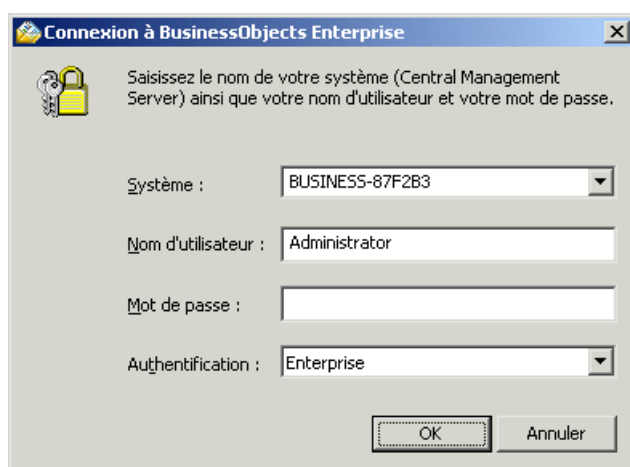 Connexion à BusinessObjects Enterprise
Saisissez le nom de votre système (Central Management
Server) ainsi que votre nom d'utilisateur et votre mot de passe.
Système :
BUSINESS-87F2B3
Nom d'utilisateur :
Administrator
Mot de passe :
Authentification :
Enterprise
OK
Annuler